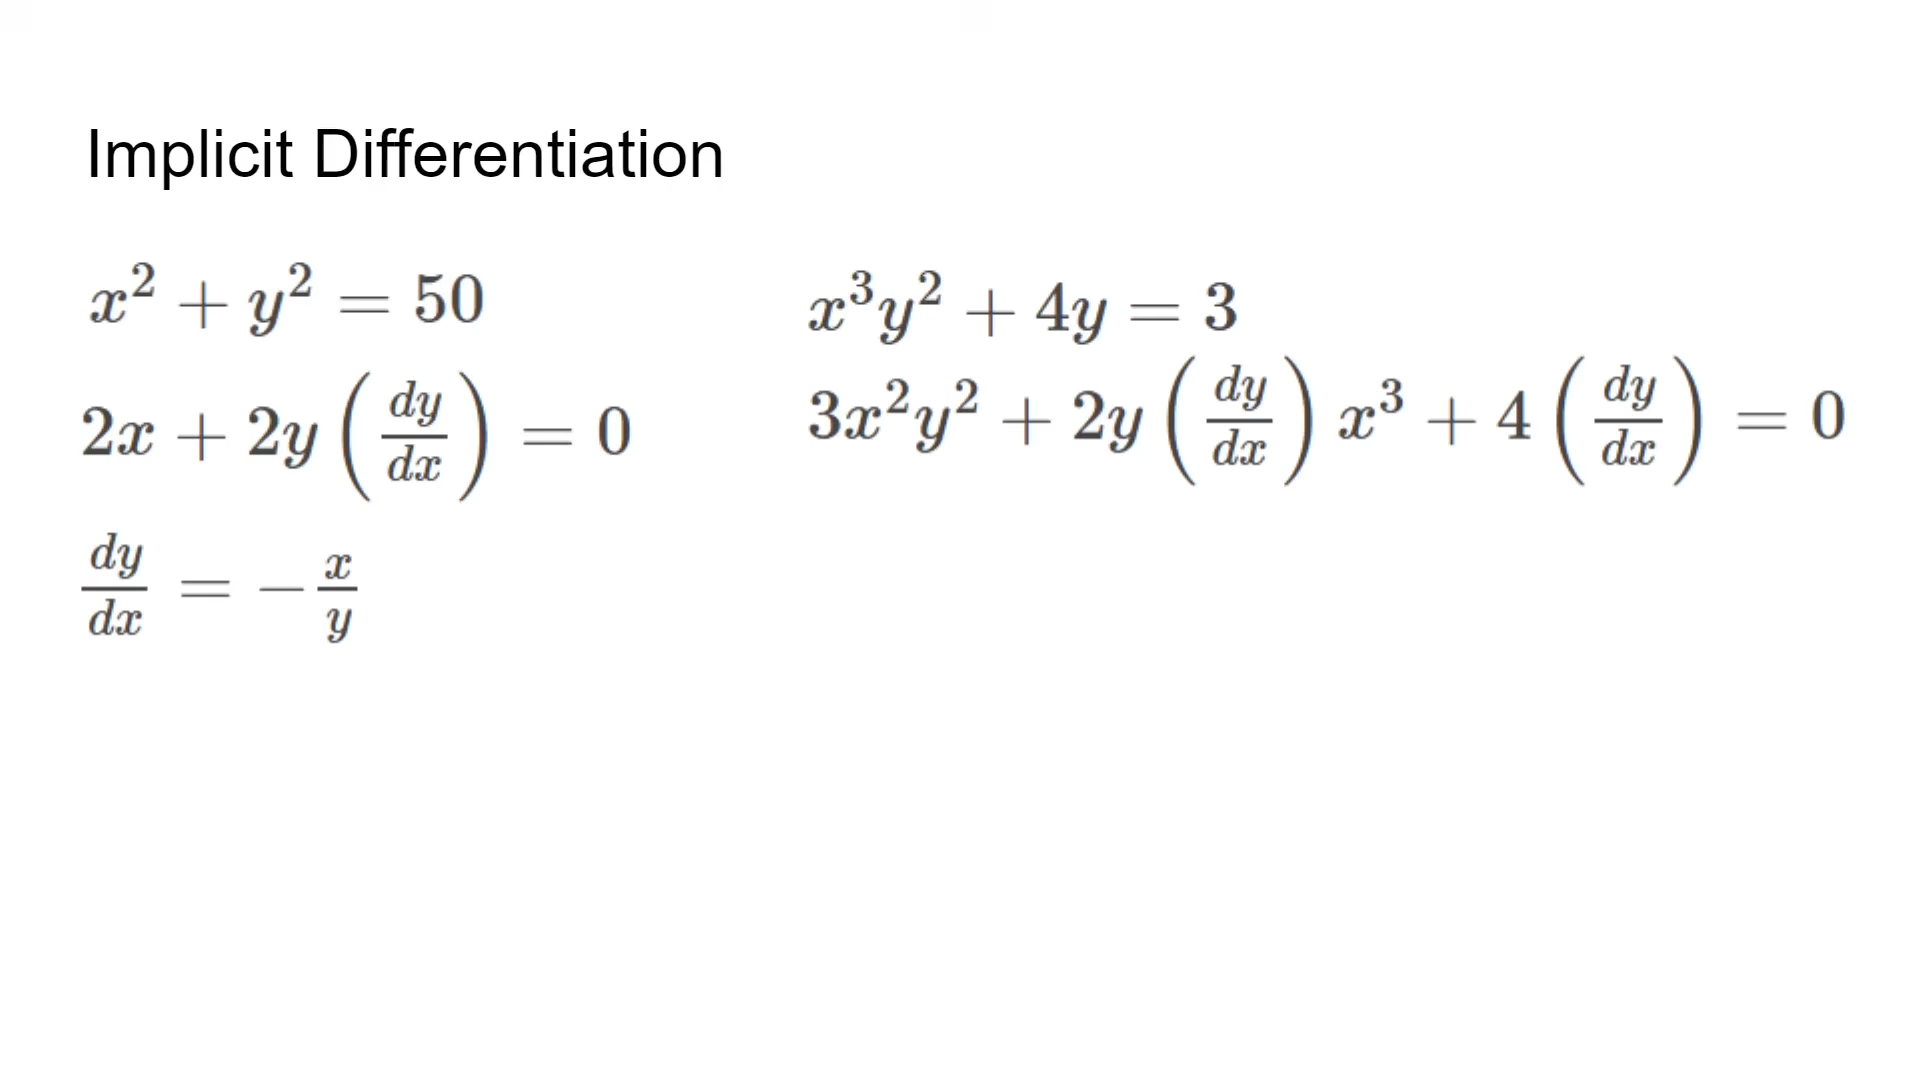 Implicit Differentiation
x² + y² = 50
2x + 2y (dy/dx) = 0
dy/dx = −x/y
x³y² + 4y = 3
3x²y² + 2y (dy/dx) x³ + 4 (dy/dx) = 0